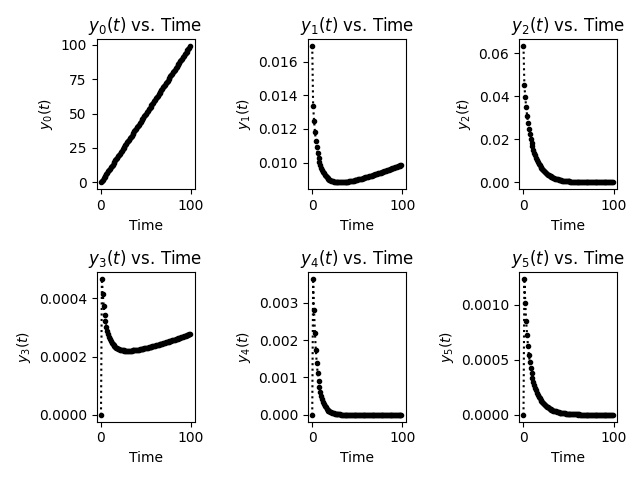 y₀(t) vs. Time
100
75
50
25
0
y₀(t)
0
100
Time
y₁(t) vs. Time
0.016
0.014
0.012
0.010
y₁(t)
0
100
Time
y₂(t) vs. Time
0.06
0.04
0.02
0.00
y₂(t)
0
100
Time
y₃(t) vs. Time
0.0004
0.0002
0.0000
y₃(t)
0
100
Time
y₄(t) vs. Time
0.003
0.002
0.001
0.000
y₄(t)
0
100
Time
y₅(t) vs. Time
0.0010
0.0005
0.0000
y₅(t)
0
100
Time